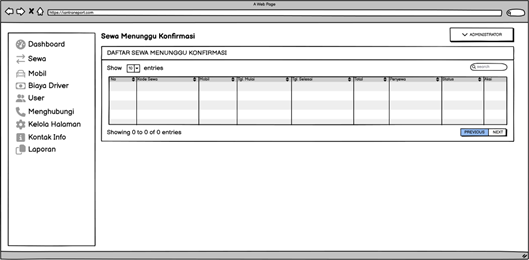 A Web Page
https://omtransport.com
Sewa Menunggu Konfirmasi
ADMINISTRATOR
Dashboard
Sewa
Mobil
Biaya Driver
User
Menghubungi
Kelola Halaman
Kontak Info
Laporan
DAFTAR SEWA MENUNGGU KONFIRMASI
Show 10 entries
search
No Kode Sewa Mobil Tgl. Mulai Tgl. Selesai Total Penyewa Status Aksi
Showing 0 to 0 of 0 entries
PREVIOUS NEXT